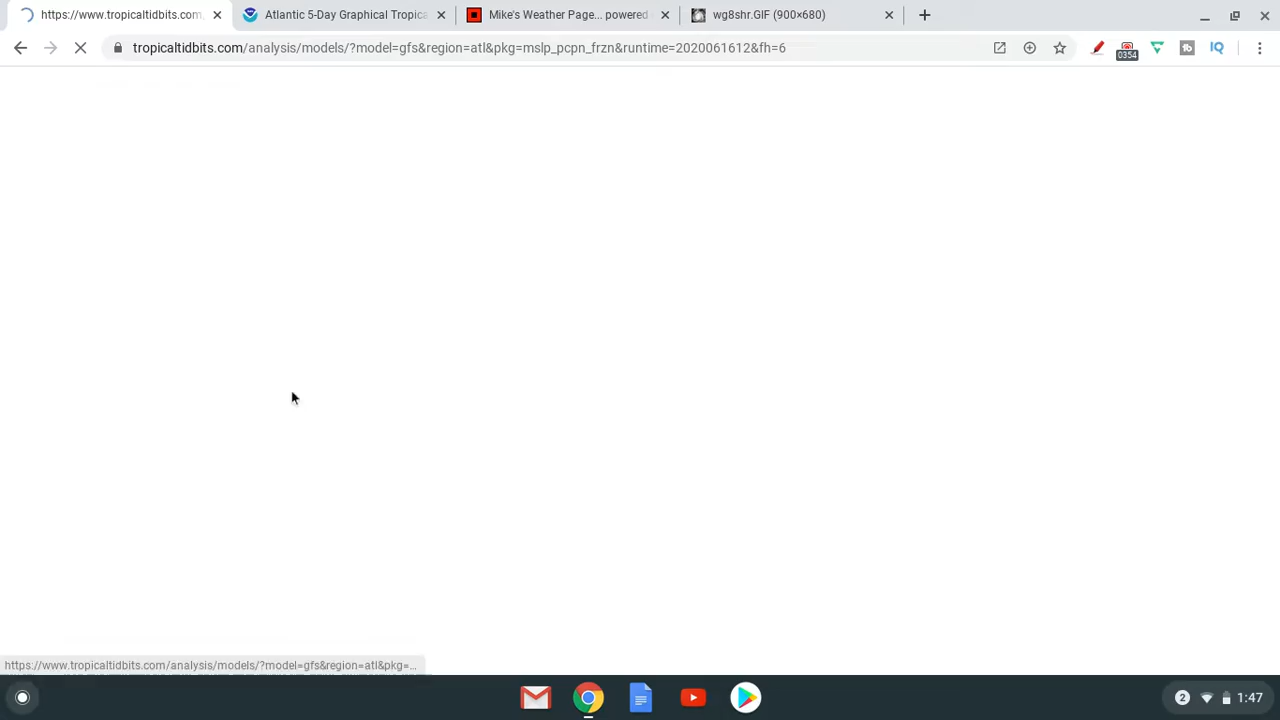 https://www.tropicaltidbits.com,
Atlantic 5-Day Graphical Tropica
Mike's Weather Page... powered
wg8shr.GIF (900×680)
tropicaltidbits.com/analysis/models/?model=gfs&region=atl&pkg=mslp_pcpn_frzn&runtime=2020061612&fh=6
0354
IQ
https://www.tropicaltidbits.com/analysis/models/?model=gfs&region=atl&pkg=...
2
1:47